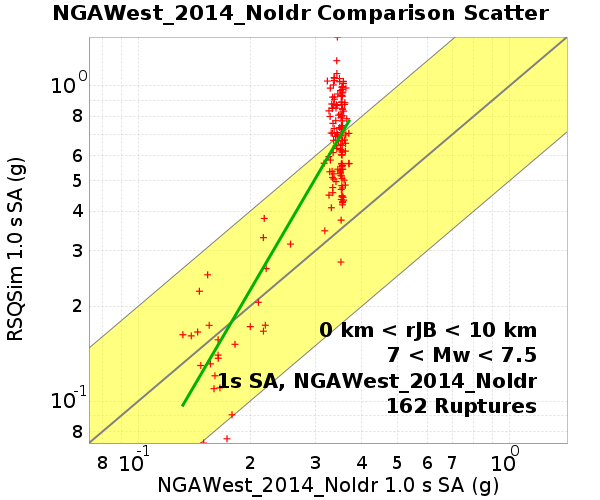 NGAWest_2014_NoIdr Comparison Scatter
RSQSim 1.0 s SA (g)
10^0
8
6
5
4
3
2
10^-1
8
0 km < rJB < 10 km
7 < Mw < 7.5
1s SA, NGAWest_2014_NoIdr
162 Ruptures
8 10^-1 2 3 4 5 6 7 10^0
NGAWest_2014_NoIdr 1.0 s SA (g)